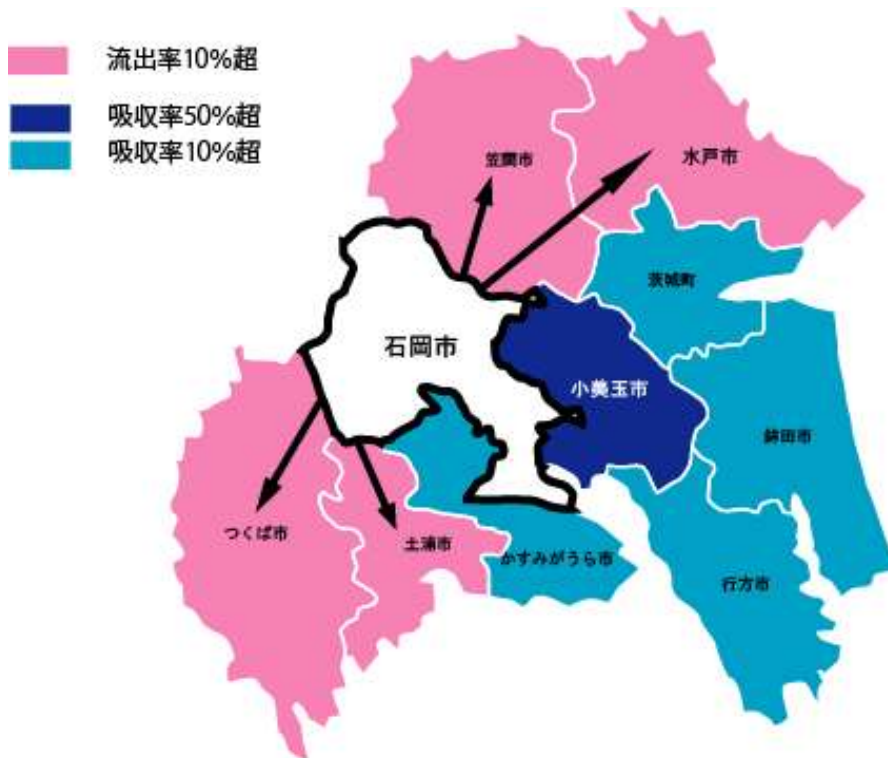 流出率10%超
吸収率50%超
吸収率10%超
笠間市
水戸市
茨城町
石岡市
小美玉市
鉾田市
つくば市
土浦市
かすみがうら市
行方市